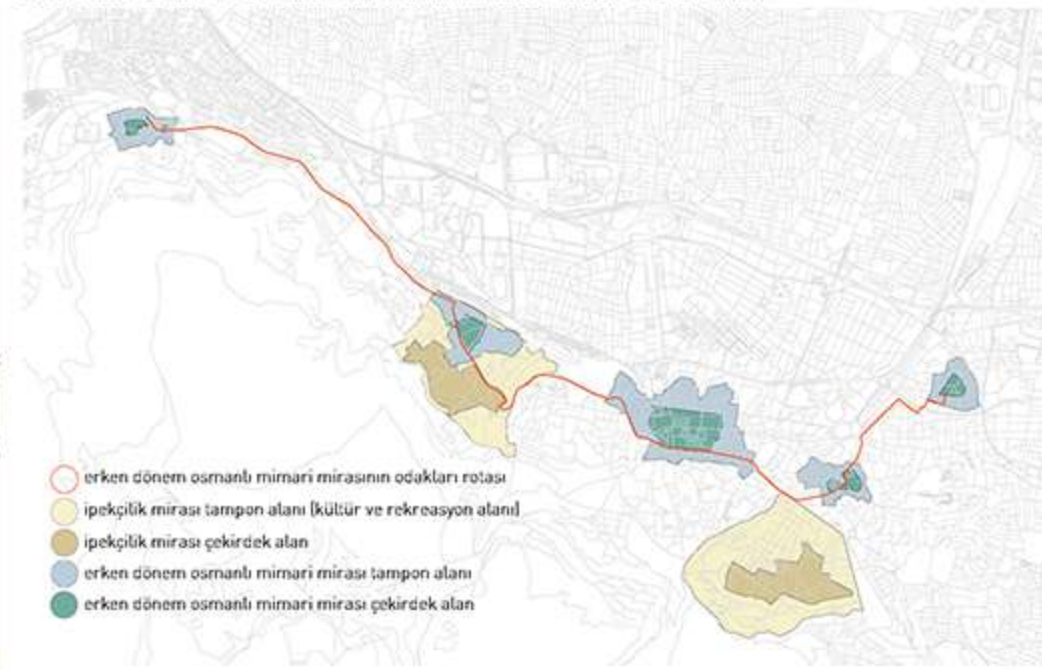 erken dönem osmanlı mimari mirasının odakları rotası
ipekçilik mirası tampon alanı (kültür ve rekreasyon alanı)
ipekçilik mirası çekirdek alan
erken dönem osmanlı mimari mirası tampon alanı
erken dönem osmanlı mimari mirası çekirdek alan